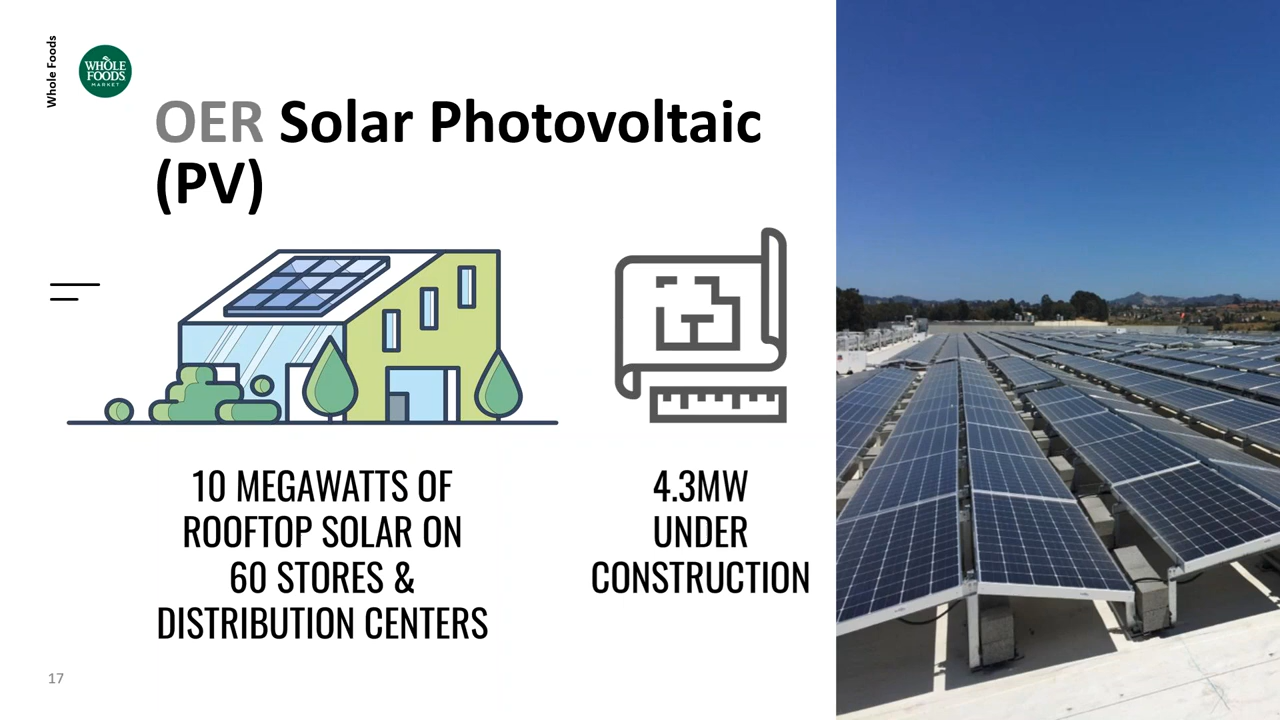 Whole Foods
WHOLE
FOODS
MARKET
OER Solar Photovoltaic
(PV)
10 MEGAWATTS OF
ROOFTOP SOLAR ON
60 STORES &
DISTRIBUTION CENTERS
4.3MW
UNDER
CONSTRUCTION
17